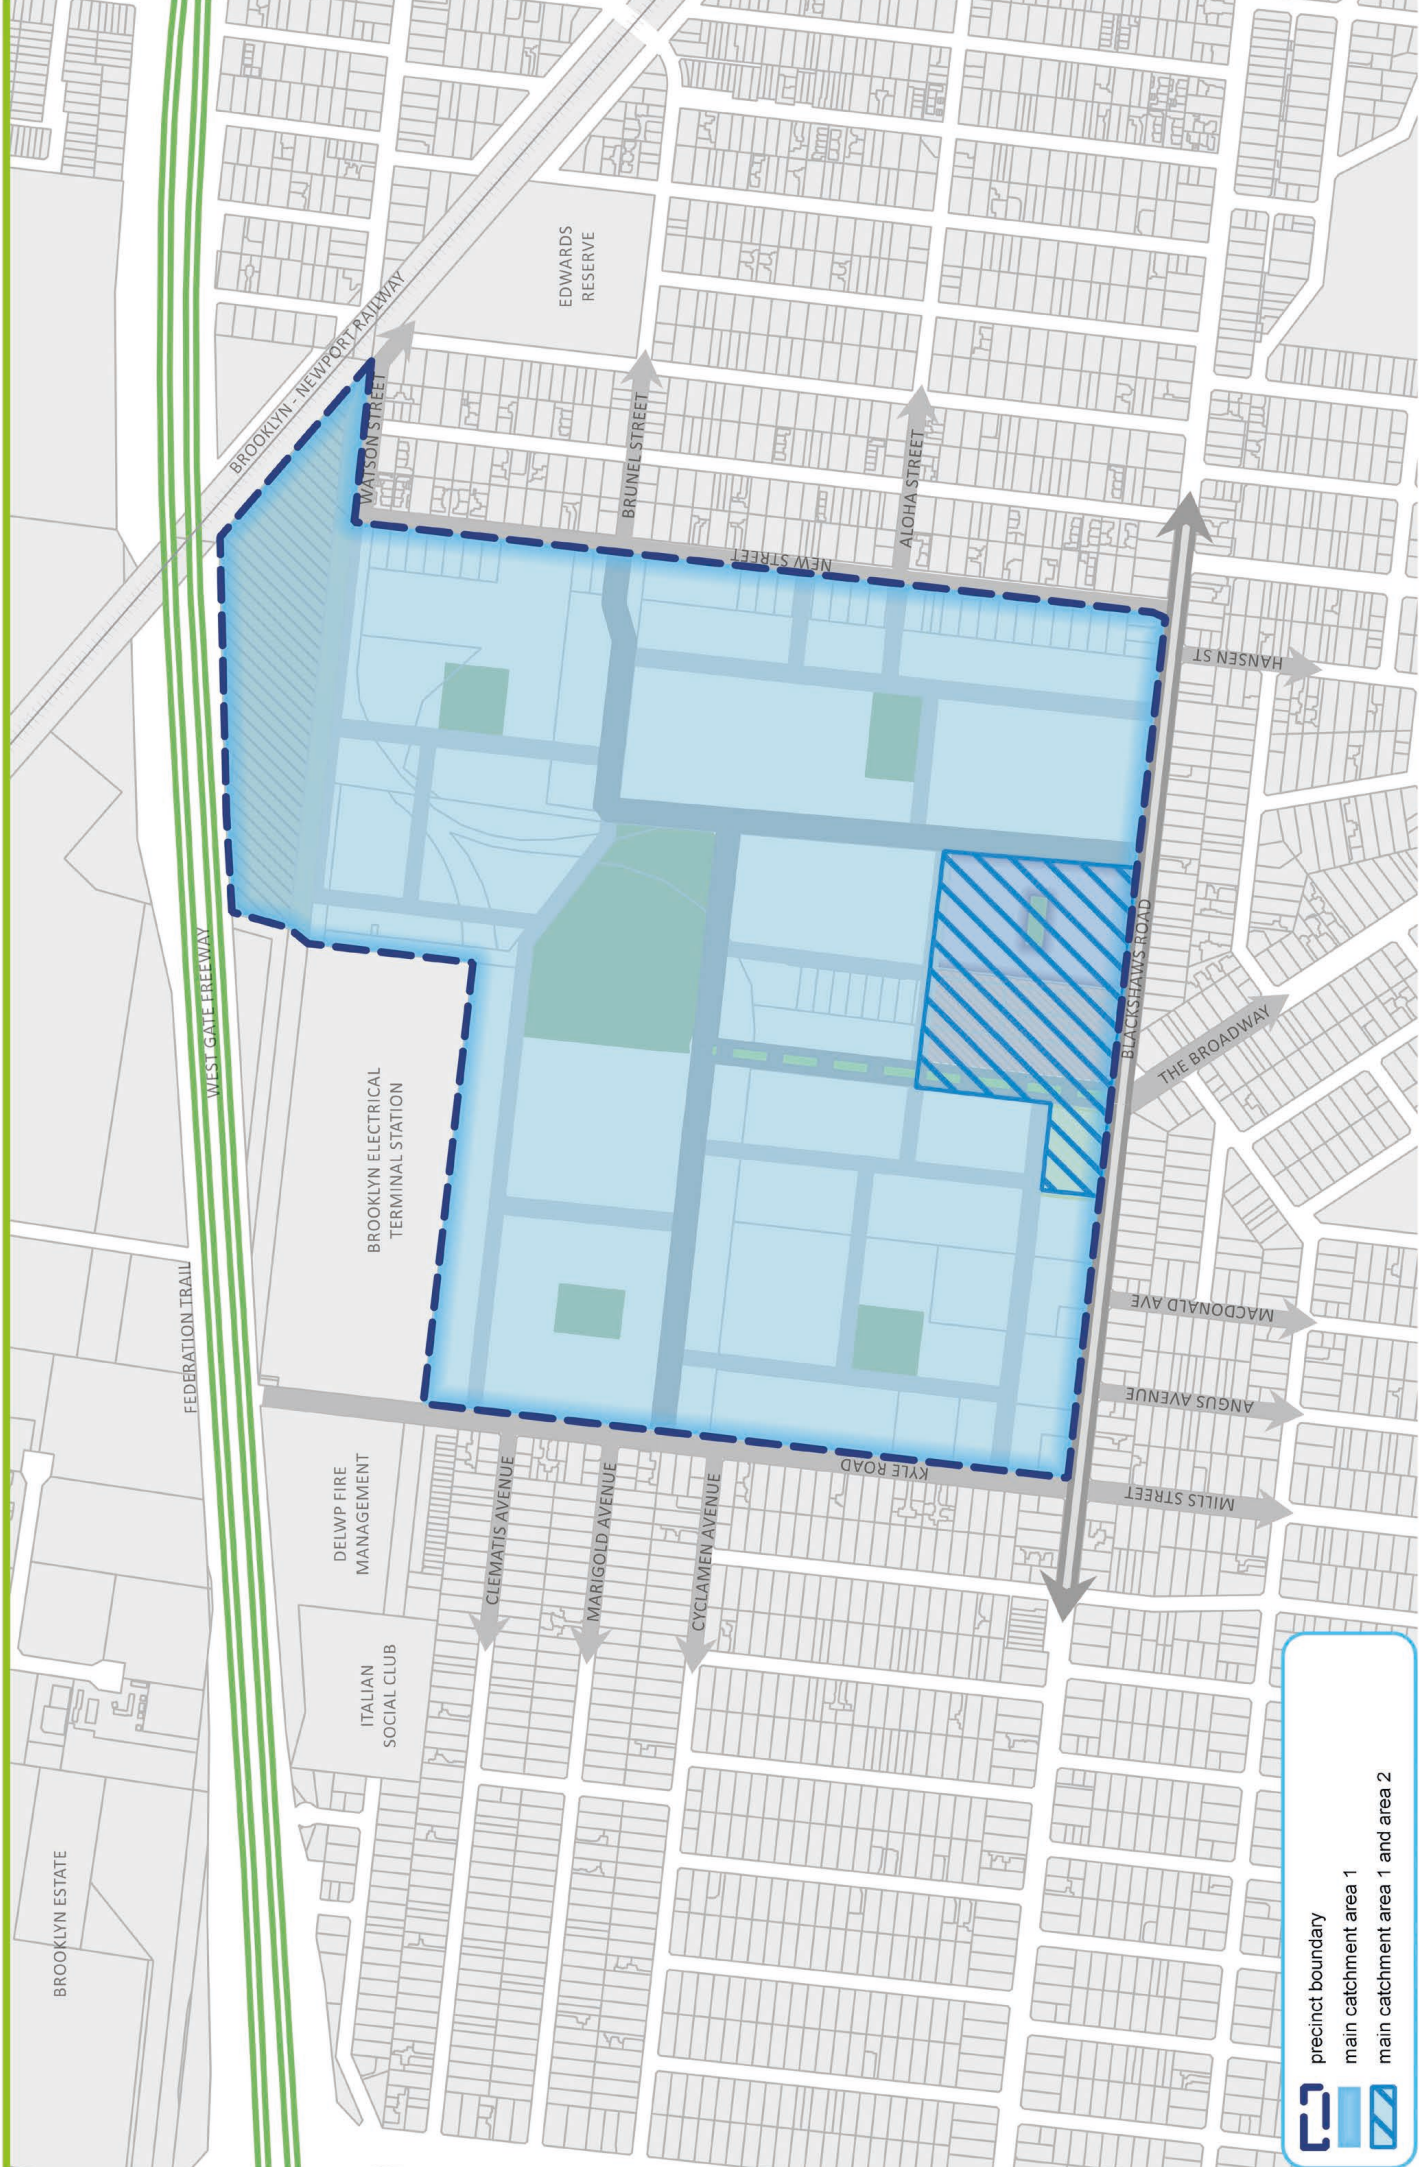 BROOKLYN ESTATE
FEDERATION TRAIL
WEST GATE FREEWAY
BROOKLYN - NEWPORT RAILWAY
ITALIAN
SOCIAL CLUB
DELWP FIRE
MANAGEMENT
BROOKLYN ELECTRICAL
TERMINAL STATION
WATSON STREET
EDWARDS
RESERVE
CLEMATIS AVENUE
MARIGOLD AVENUE
CYCLAMEN AVENUE
BRUNEL STREET
NEW STREET
ALOHA STREET
KYLE ROAD
BLACKSHAWS ROAD
MILLS STREET
ANGUS AVENUE
MACDONALD AVE
THE BROADWAY
HANSEN ST
precinct boundary
main catchment area 1
main catchment area 1 and area 2